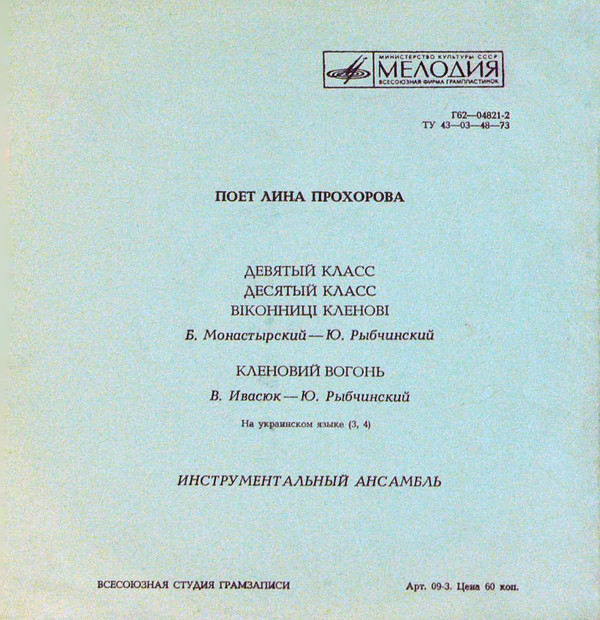 МИНИСТЕРСТВО КУЛЬТУРЫ СССР
МЕЛОДИЯ
ВСЕСОЮЗНАЯ ФИРМА ГРАМПЛАСТИНОК
Г62—04821-2
ТУ 43—03—48—73
ПОЕТ ЛИНА ПРОХОРОВА
ДЕВЯТЫЙ КЛАСС
ДЕСЯТЫЙ КЛАСС
ВІКОННИЦІ КЛЕНОВІ
Б. Монастырский—Ю. Рыбчинский
КЛЕНОВИЙ ВОГОНЬ
В. Ивасюк—Ю. Рыбчинский
На украинском языке (3, 4)
ИНСТРУМЕНТАЛЬНЫЙ АНСАМБЛЬ
ВСЕСОЮЗНАЯ СТУДИЯ ГРАМЗАПИСИ
Арт. 09-3. Цена 60 коп.